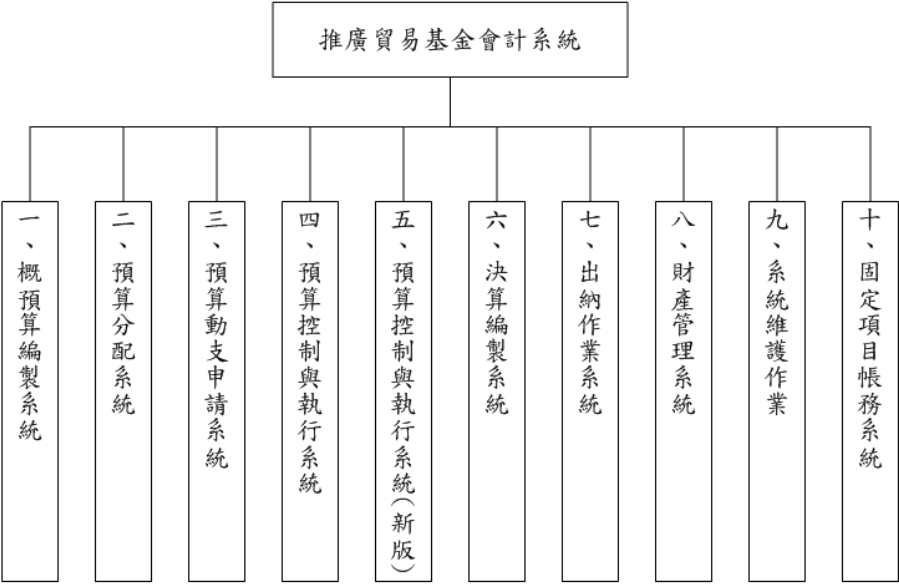 推廣貿易基金會計系統
一、概預算編製系統
二、預算分配系統
三、預算動支申請系統
四、預算控制與執行系統
五、預算控制與執行系統(新版)
六、決算編製系統
七、出納作業系統
八、財產管理系統
九、系統維護作業
十、固定項目帳務系統